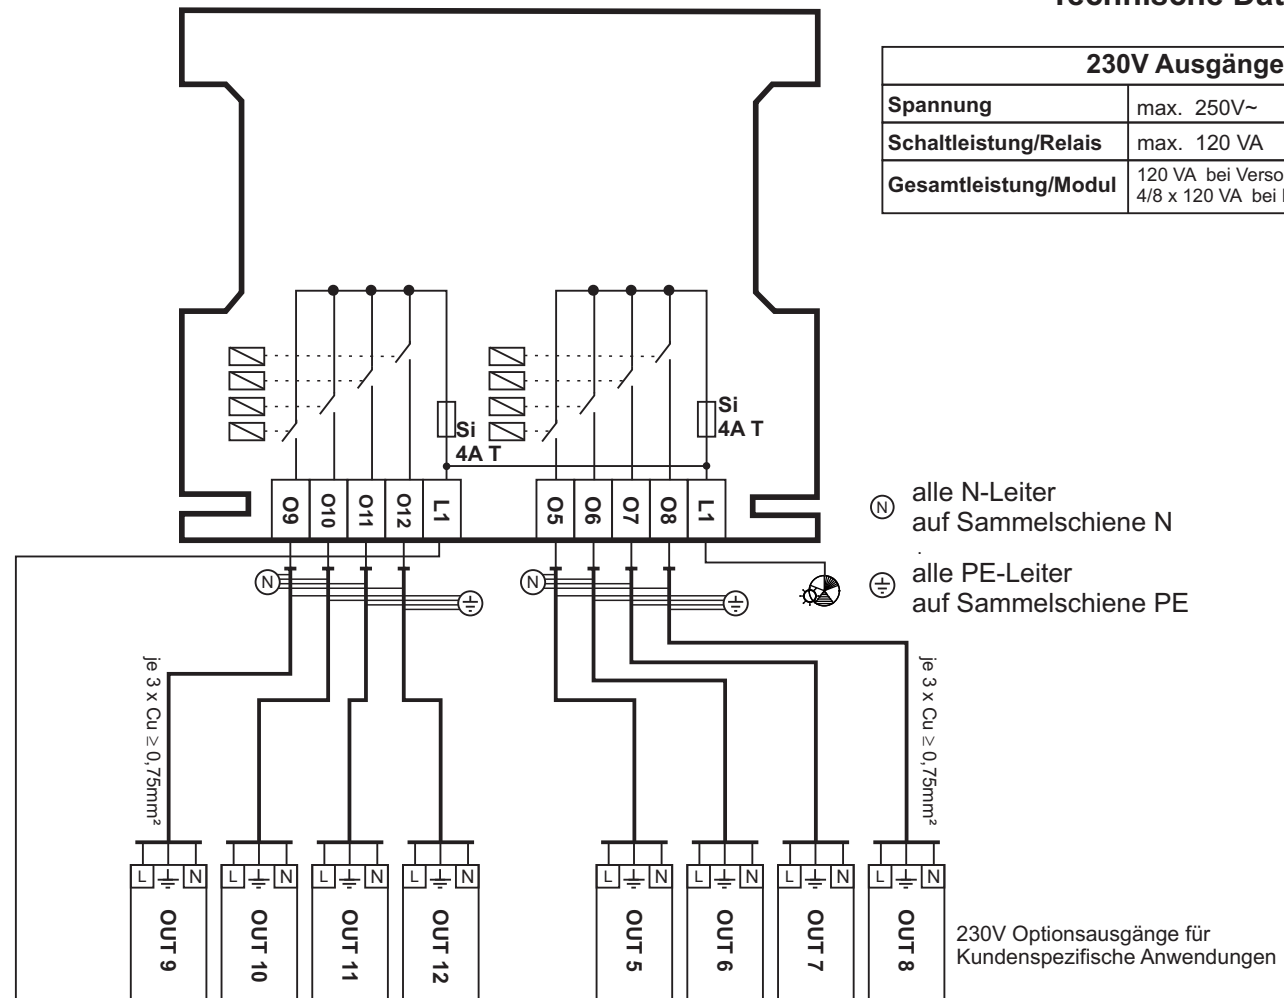 230V Ausgänge
Spannung max. 250V~
Schaltleistung/Relais max. 120 VA
Gesamtleistung/Modul 120 VA bei
4/8 x 120 VA bei
Si
4A T
Si
4A T
O9 O10 O11 O12 L1
O5 O6 O7 O8 L1
N alle N-Leiter
auf Sammelschiene N
alle PE-Leiter
auf Sammelschiene PE
N
N
je 3 x Cu ≥ 0,75mm²
je 3 x Cu ≥ 0,75mm²
L N L N L N L N
L N L N L N L N
OUT 9 OUT 10 OUT 11 OUT 12
OUT 5 OUT 6 OUT 7 OUT 8
230V Optionsausgänge für
Kundenspezifische Anwendungen